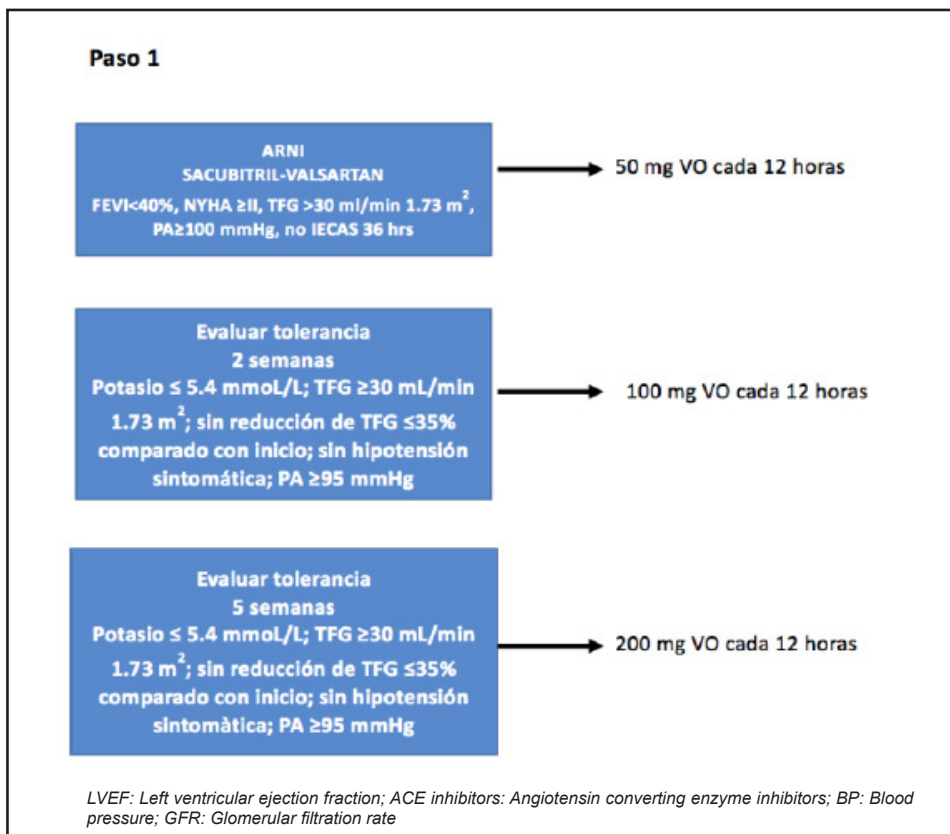 Paso 1
ARNI
SACUBITRIL-VALSARTAN
FEVI<40%, NYHA ≥II, TFG >30 ml/min 1.73 m²,
PA≥100 mmHg, no IECAS 36 hrs
50 mg VO cada 12 horas
Evaluar tolerancia
2 semanas
Potasio ≤ 5.4 mmoL/L; TFG ≥30 mL/min
1.73 m²; sin reducción de TFG ≤35%
comparado con inicio; sin hipotensión
sintomática; PA ≥95 mmHg
100 mg VO cada 12 horas
Evaluar tolerancia
5 semanas
Potasio ≤ 5.4 mmoL/L; TFG ≥30 mL/min
1.73 m²; sin reducción de TFG ≤35%
comparado con inicio; sin hipotensión
sintomàtica; PA ≥95 mmHg
200 mg VO cada 12 horas
LVEF: Left ventricular ejection fraction; ACE inhibitors: Angiotensin converting enzyme inhibitors; BP: Blood
pressure; GFR: Glomerular filtration rate